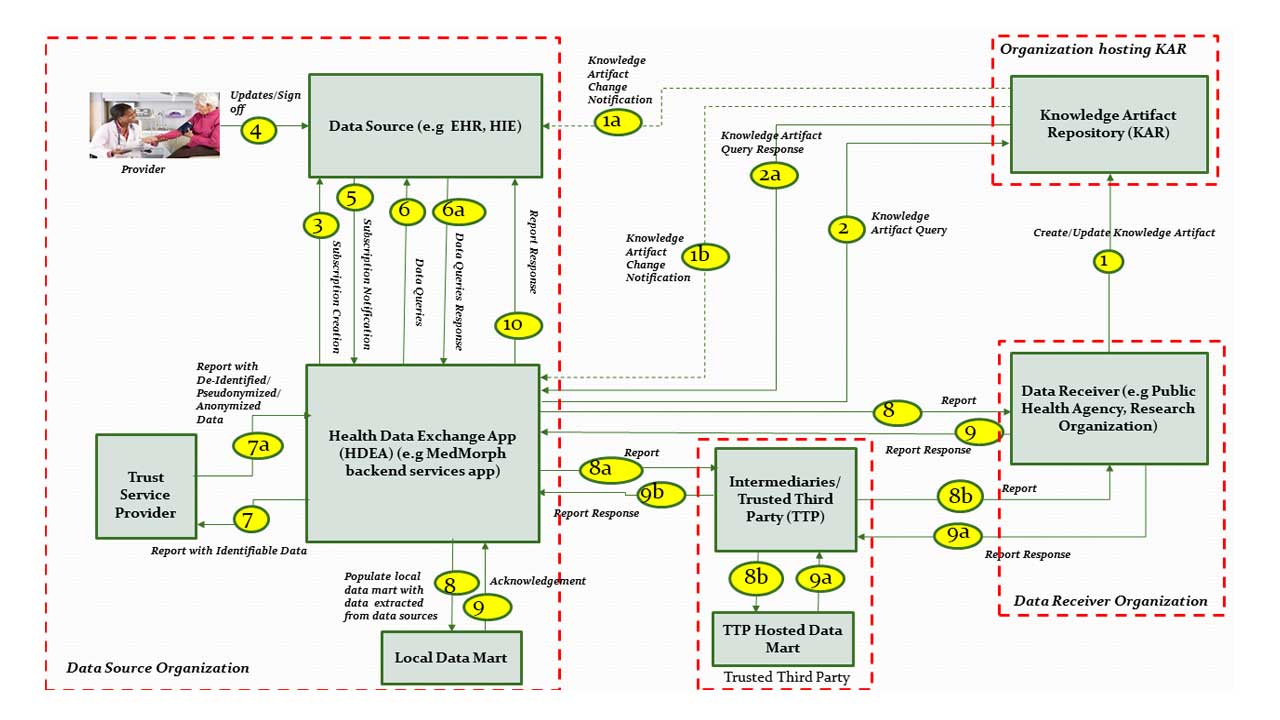 Organization hosting KAR
Knowledge
Artifact
Change
Notification
1a
Updates/Sign
off
4
Provider
Data Source (e.g  EHR, HIE)
Knowledge Artifact
Repository (KAR)
Knowledge Artifact
Query Response
2a
2
Knowledge
Artifact Query
Create/Update Knowledge Artifact
1
Knowledge
Artifact
Change
Notification
1b
3
Subscription Creation
5
Subscription Notification
6
Data Queries
6a
Data Queries Response
Report Response
10
Report with
De-Identified/
Pseudonymized/
Anonymized
Data
7a
Trust
Service
Provider
7
Report with Identifiable Data
Health Data Exchange App
(HDEA) (e.g MedMorph
backend services app)
8
Report
9
Report Response
Data Receiver (e.g Public
Health Agency, Research
Organization)
8a
Report
9b
Report Response
Intermediaries/
Trusted Third
Party (TTP)
8b
Report
9a
Report Response
Populate local
data mart with
data  extracted
from data sources
8
9
Acknowledgement
8b
9a
Local Data Mart
TTP Hosted Data
Mart
Trusted Third Party
Data Source Organization
Data Receiver Organization